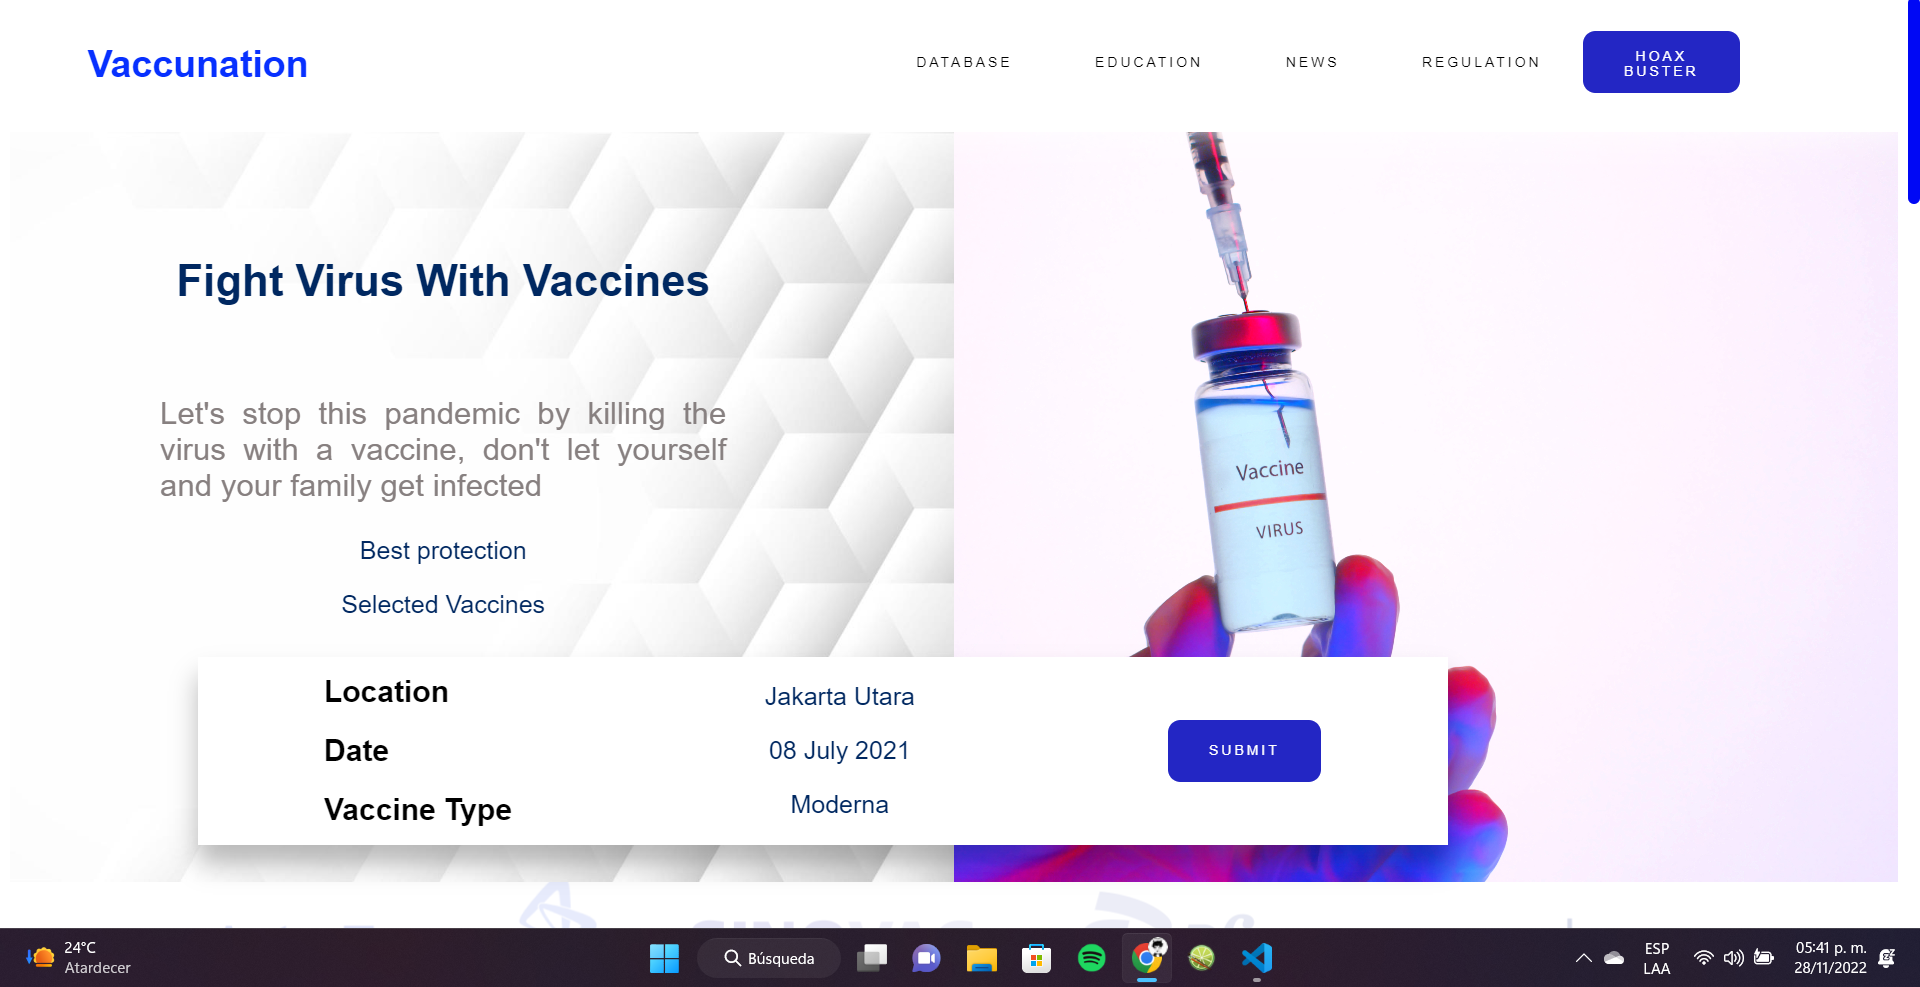 Vaccunation
DATABASE
EDUCATION
NEWS
REGULATION
HOAX
BUSTER
Fight Virus With Vaccines
Let's stop this pandemic by killing the
virus with a vaccine, don't let yourself
and your family get infected
Best protection
Selected Vaccines
Vaccine
VIRUS
Location
Jakarta Utara
Date
08 July 2021
Vaccine Type
Moderna
SUBMIT
24°C
Atardecer
Búsqueda
ESP
LAA
05:41 p. m.
28/11/2022